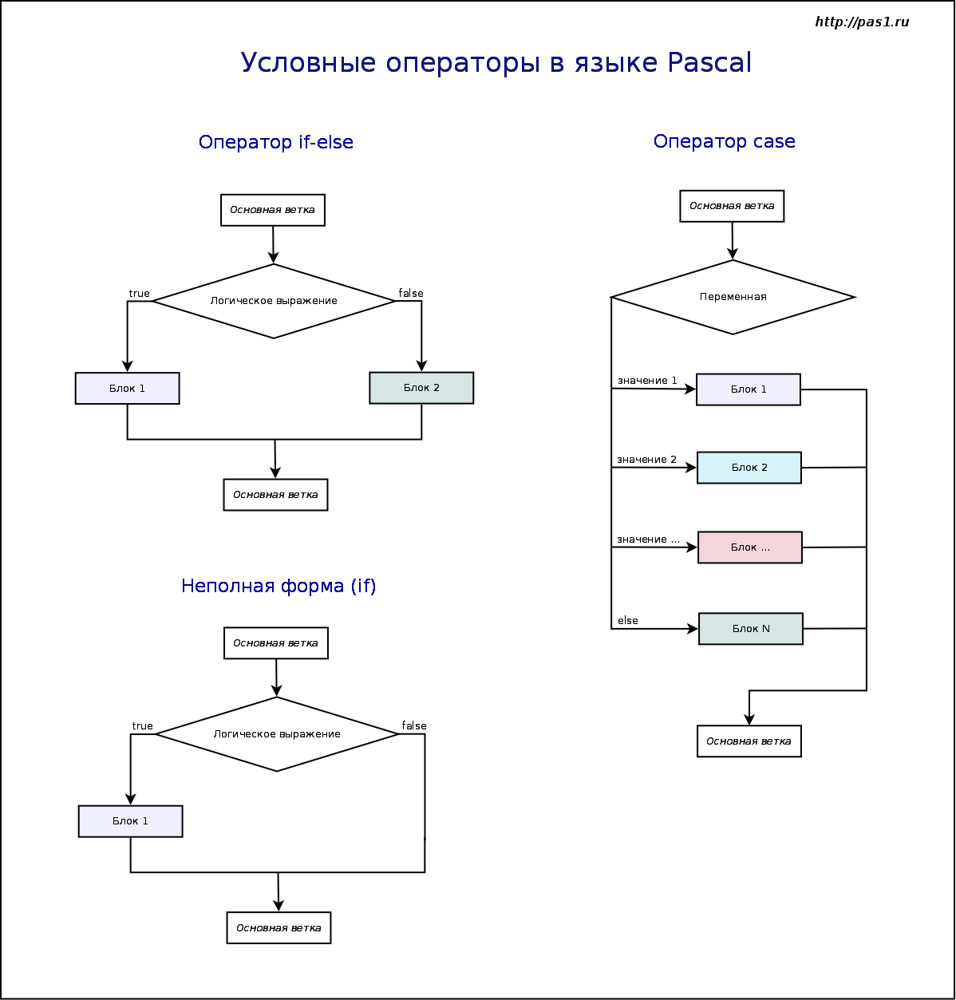 http://pas1.ru
Условные операторы в языке Pascal
Оператор if-else
Основная ветка
true
false
Логическое выражение
Блок 1
Блок 2
Основная ветка
Неполная форма (if)
Основная ветка
true
false
Логическое выражение
Блок 1
Основная ветка
Оператор case
Основная ветка
Переменная
значение 1
Блок 1
значение 2
Блок 2
значение ...
Блок ...
else
Блок N
Основная ветка